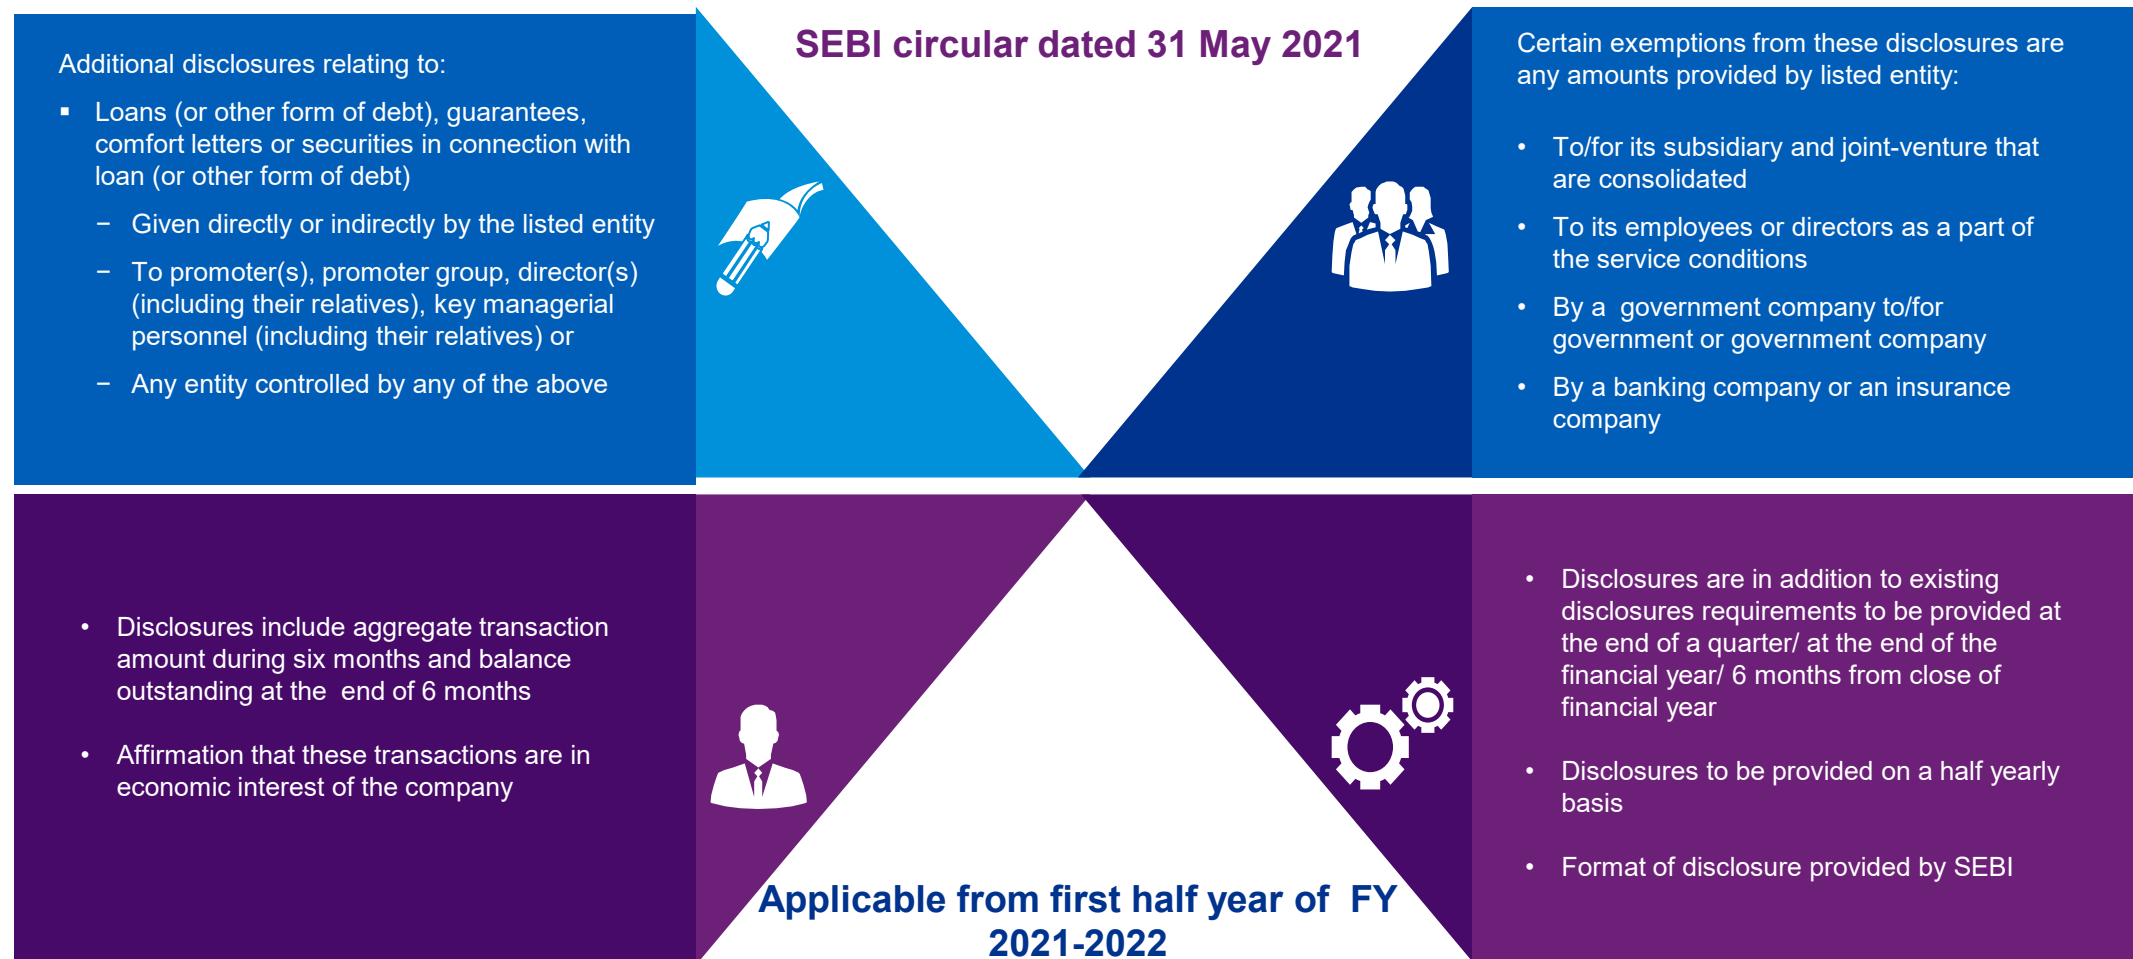 SEBI circular dated 31 May 2021
Additional disclosures relating to:
▪ Loans (or other form of debt), guarantees,
comfort letters or securities in connection with
loan (or other form of debt)
− Given directly or indirectly by the listed entity
− To promoter(s), promoter group, director(s)
(including their relatives), key managerial
personnel (including their relatives) or
− Any entity controlled by any of the above
Certain exemptions from these disclosures are
any amounts provided by listed entity:
• To/for its subsidiary and joint-venture that
are consolidated
• To its employees or directors as a part of
the service conditions
• By a government company to/for
government or government company
• By a banking company or an insurance
company
• Disclosures include aggregate transaction
amount during six months and balance
outstanding at the end of 6 months
• Affirmation that these transactions are in
economic interest of the company
• Disclosures are in addition to existing
disclosures requirements to be provided at
the end of a quarter/ at the end of the
financial year/ 6 months from close of
financial year
• Disclosures to be provided on a half yearly
basis
• Format of disclosure provided by SEBI
Applicable from first half year of FY
2021-2022